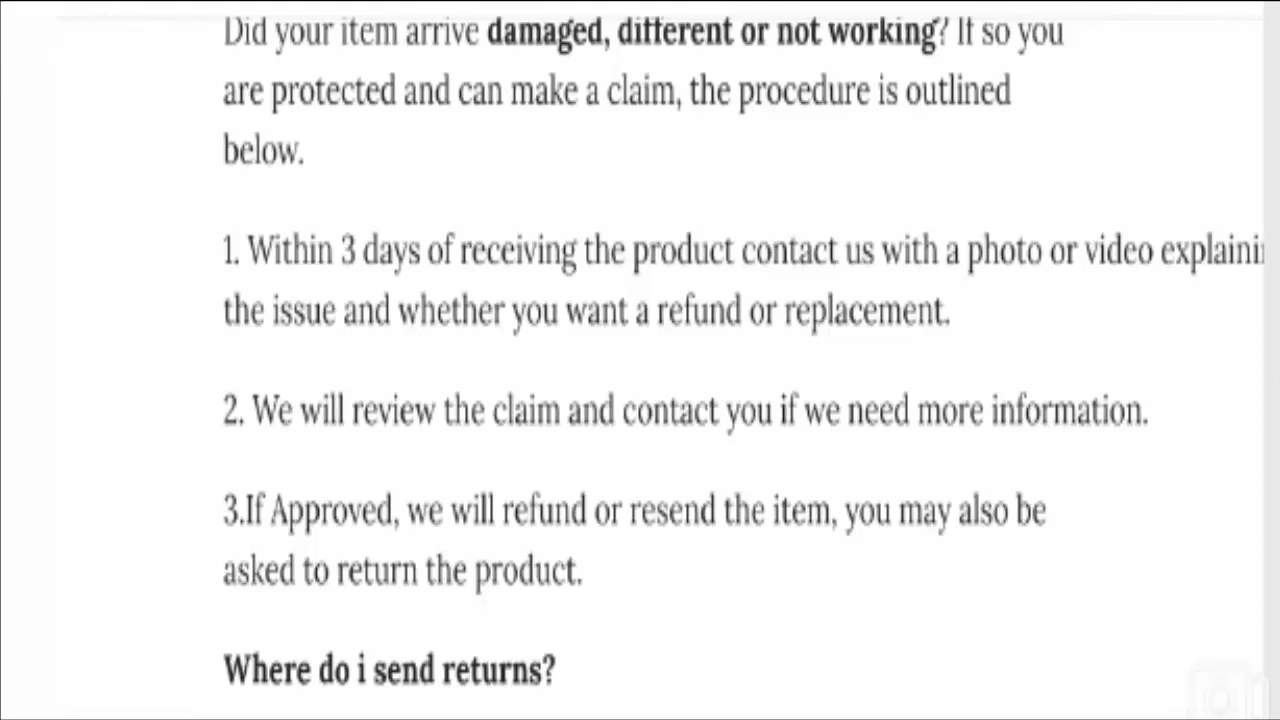 Did your item arrive damaged, different or not working? If so you
are protected and can make a claim, the procedure is outlined
below.
1. Within 3 days of receiving the product contact us with a photo or video explaini
the issue and whether you want a refund or replacement.
2. We will review the claim and contact you if we need more information.
3.If Approved, we will refund or resend the item, you may also be
asked to return the product.
Where do i send returns?